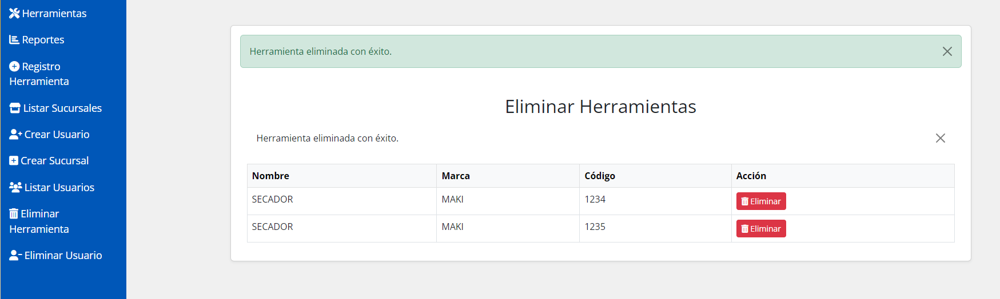 Herramientas
Reportes
Registro
Herramienta
Listar Sucursales
Crear Usuario
Crear Sucursal
Listar Usuarios
Eliminar
Herramienta
Eliminar Usuario
Herramienta eliminada con éxito.
Eliminar Herramientas
Herramienta eliminada con éxito.
Nombre Marca Código Acción
SECADOR MAKI 1234 Eliminar
SECADOR MAKI 1235 Eliminar